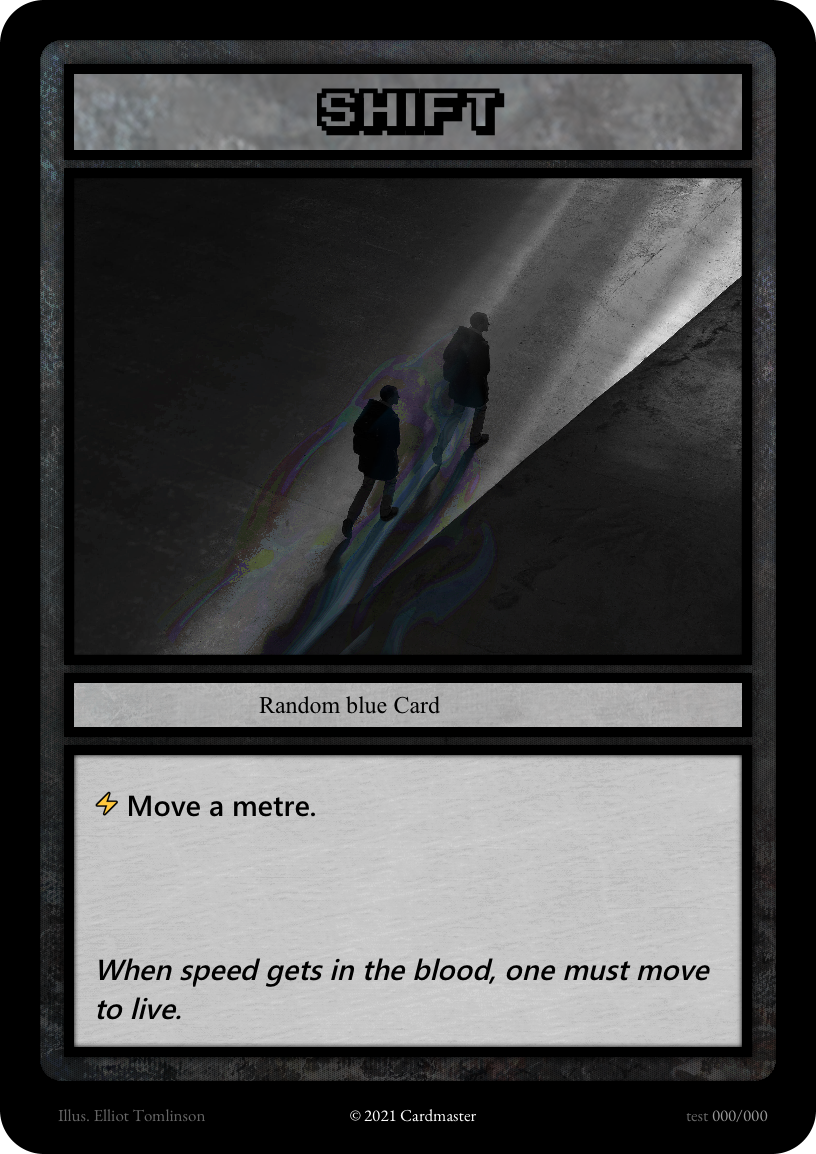 SHIFT
Random blue Card
⚡ Move a metre.
When speed gets in the blood, one must move
to live.
Illus. Elliot Tomlinson
© 2021 Cardmaster
test 000/000